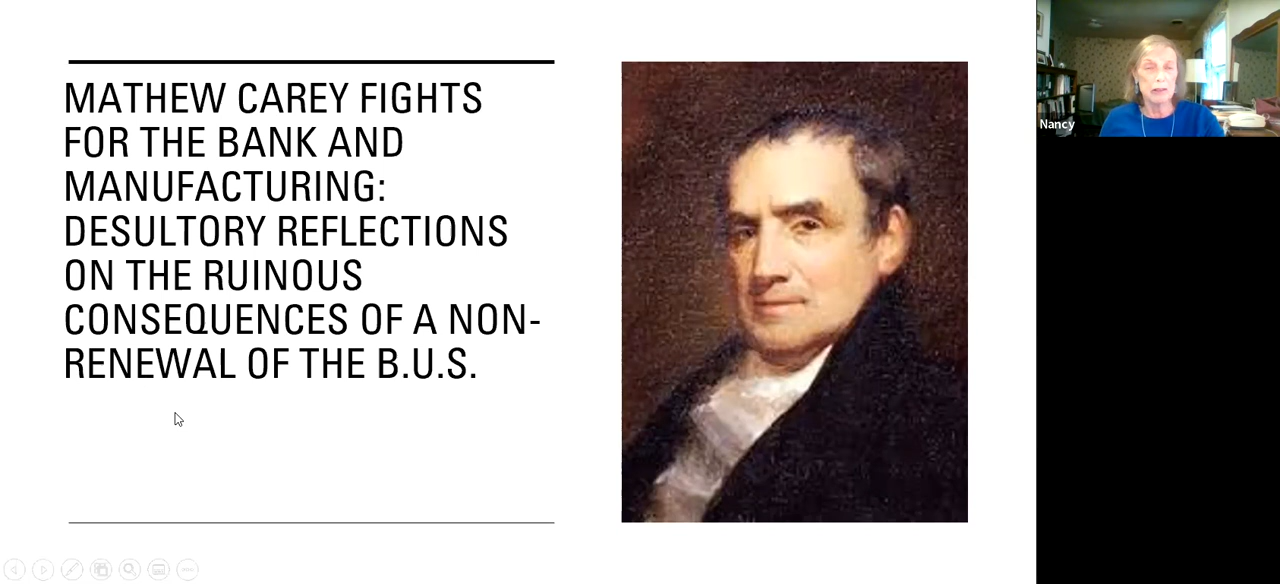 MATHEW CAREY FIGHTS
FOR THE BANK AND
MANUFACTURING:
DESULTORY REFLECTIONS
ON THE RUINOUS
CONSEQUENCES OF A NON-
RENEWAL OF THE B.U.S.
Nancy